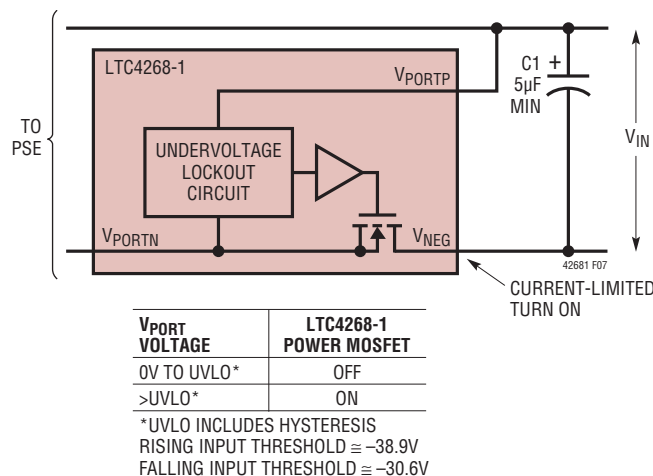 LTC4268-1
VPORTP
C1 +
5µF
MIN
TO
PSE
UNDERVOLTAGE
LOCKOUT
CIRCUIT
VIN
VPORTN
VNEG
42681 F07
CURRENT-LIMITED
TURN ON
VPORT
VOLTAGE
LTC4268-1
POWER MOSFET
0V TO UVLO* OFF
>UVLO* ON
*UVLO INCLUDES HYSTERESIS
RISING INPUT THRESHOLD ≅ –38.9V
FALLING INPUT THRESHOLD ≅ –30.6V